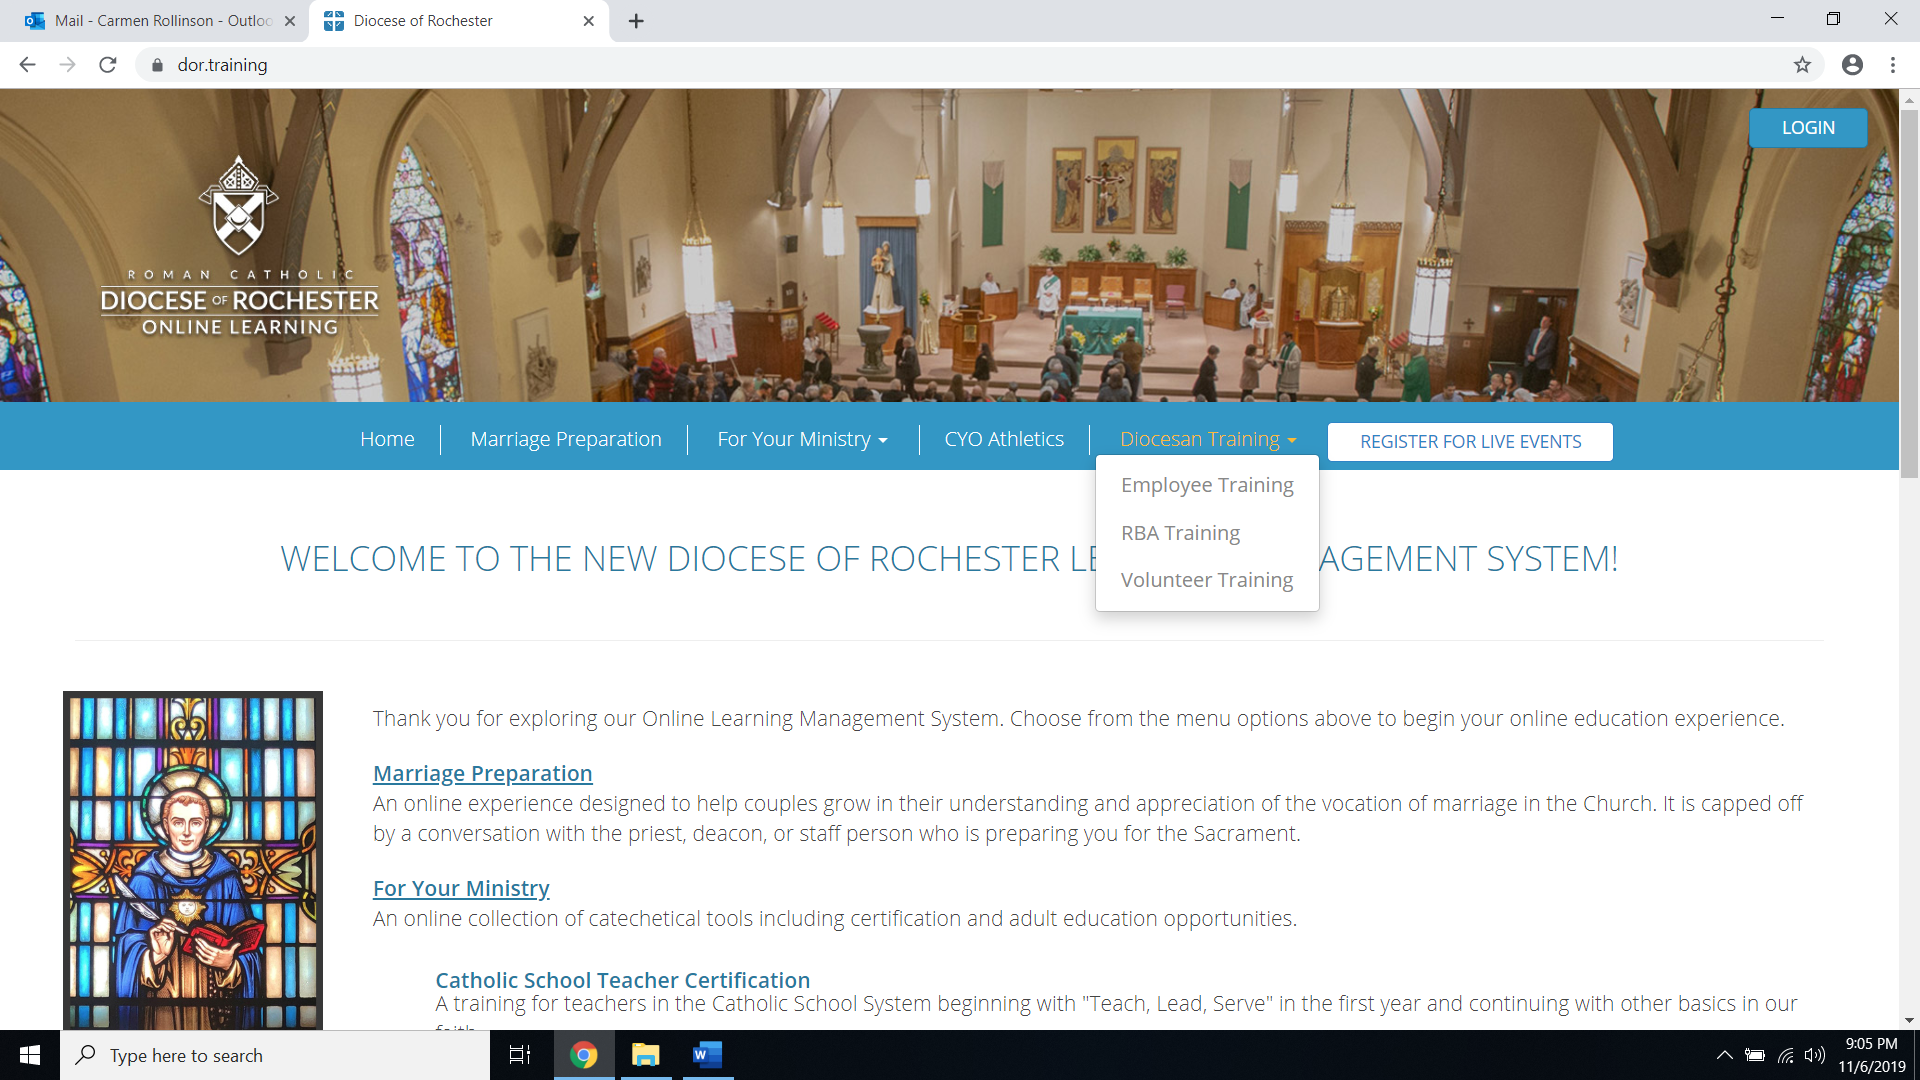 Mail - Carmen Rollinson - Outloo
Diocese of Rochester
dor.training
LOGIN
ROMAN CATHOLIC
DIOCESE OF ROCHESTER
ONLINE LEARNING
Home
Marriage Preparation
For Your Ministry
CYO Athletics
Diocesan Training
REGISTER FOR LIVE EVENTS
Employee Training
RBA Training
Volunteer Training
WELCOME TO THE NEW DIOCESE OF ROCHESTER LE AGEMENT SYSTEM!
Thank you for exploring our Online Learning Management System. Choose from the menu options above to begin your online education experience.
Marriage Preparation
An online experience designed to help couples grow in their understanding and appreciation of the vocation of marriage in the Church. It is capped off
by a conversation with the priest, deacon, or staff person who is preparing you for the Sacrament.
For Your Ministry
An online collection of catechetical tools including certification and adult education opportunities.
Catholic School Teacher Certification
A training for teachers in the Catholic School System beginning with "Teach, Lead, Serve" in the first year and continuing with other basics in our
faith
Type here to search
9:05 PM
11/6/2019